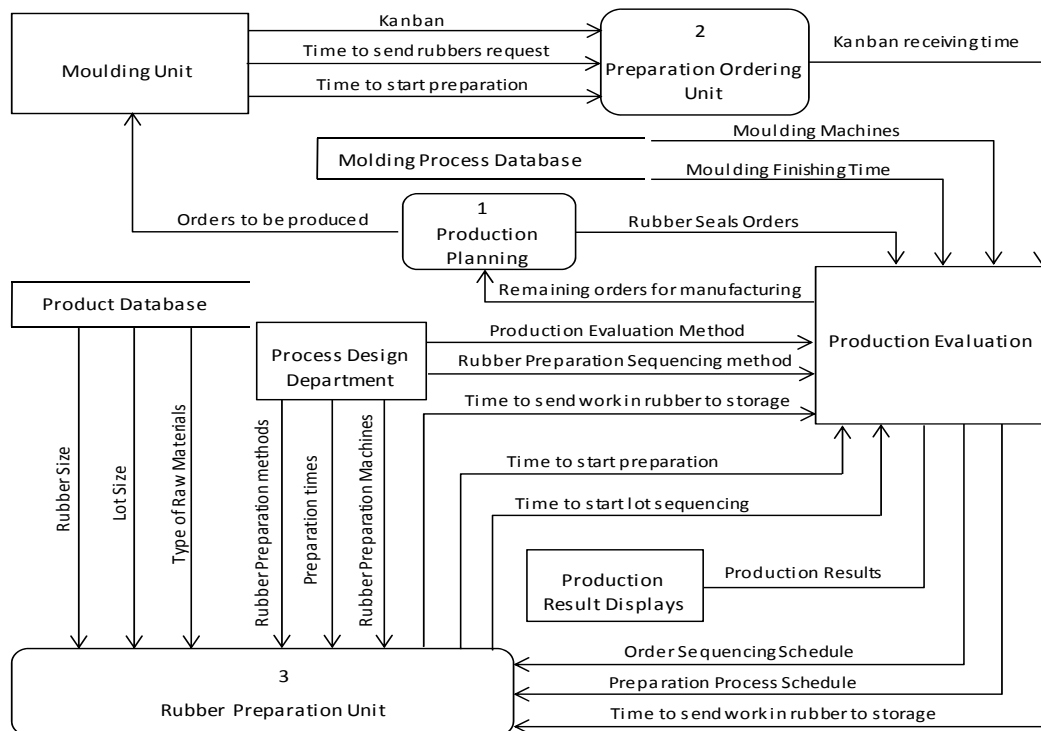 Kanban
2
Time to send rubbers request
Kanban receiving time
Moulding Unit
Preparation Ordering
Unit
Time to start preparation
Moulding Machines
Molding Process Database
Moulding Finishing Time
1
Orders to be produced
Production
Planning
Rubber Seals Orders
Remaining orders for manufacturing
Product Database
Production Evaluation Method
Production Evaluation
Process Design
Department
Rubber Preparation Sequencing method
Time to send work in rubber to storage
Rubber Size
Lot Size
Type of Raw Materials
Rubber Preparation methods
Preparation times
Rubber Preparation Machines
Time to start preparation
Time to start lot sequencing
Production
Result Displays
Production Results
Order Sequencing Schedule
3
Preparation Process Schedule
Rubber Preparation Unit
Time to send work in rubber to storage